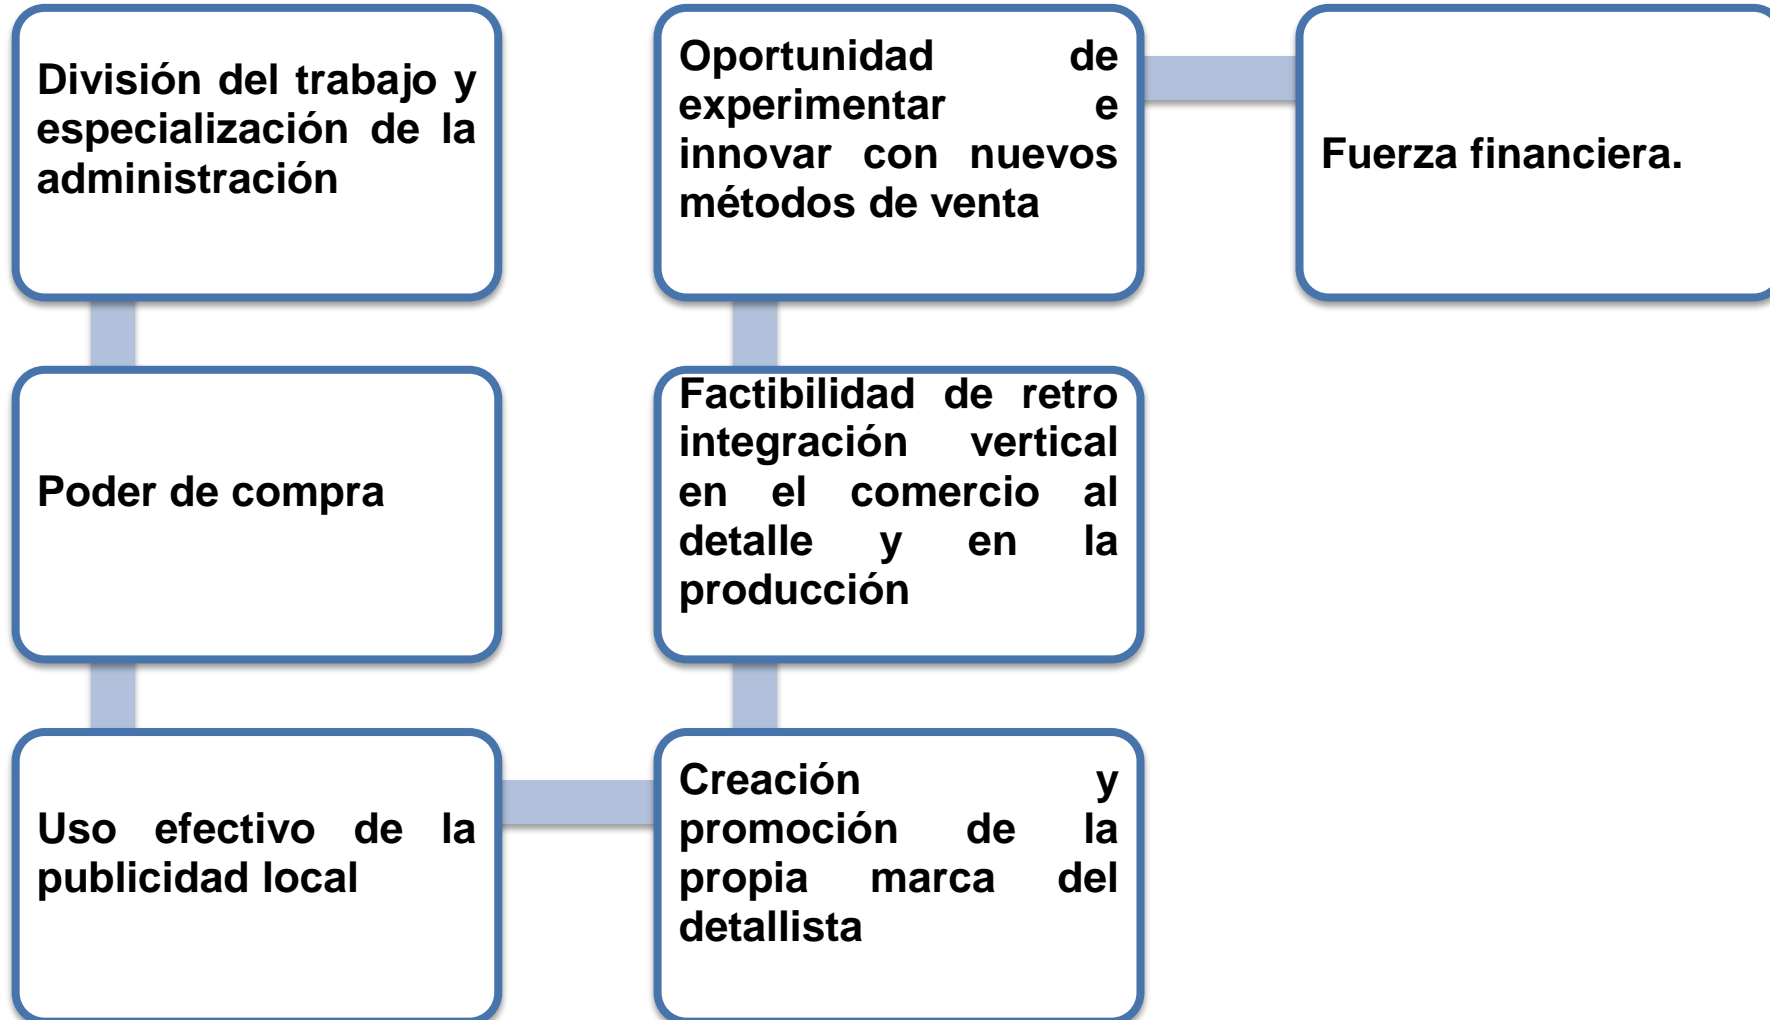 División del trabajo y
especialización de la
administración
Poder de compra
Uso efectivo de la
publicidad local
Creación y
promoción de la
propia marca del
detallista
Factibilidad de retro
integración vertical
en el comercio al
detalle y en la
producción
Oportunidad de
experimentar e
innovar con nuevos
métodos de venta
Fuerza financiera.